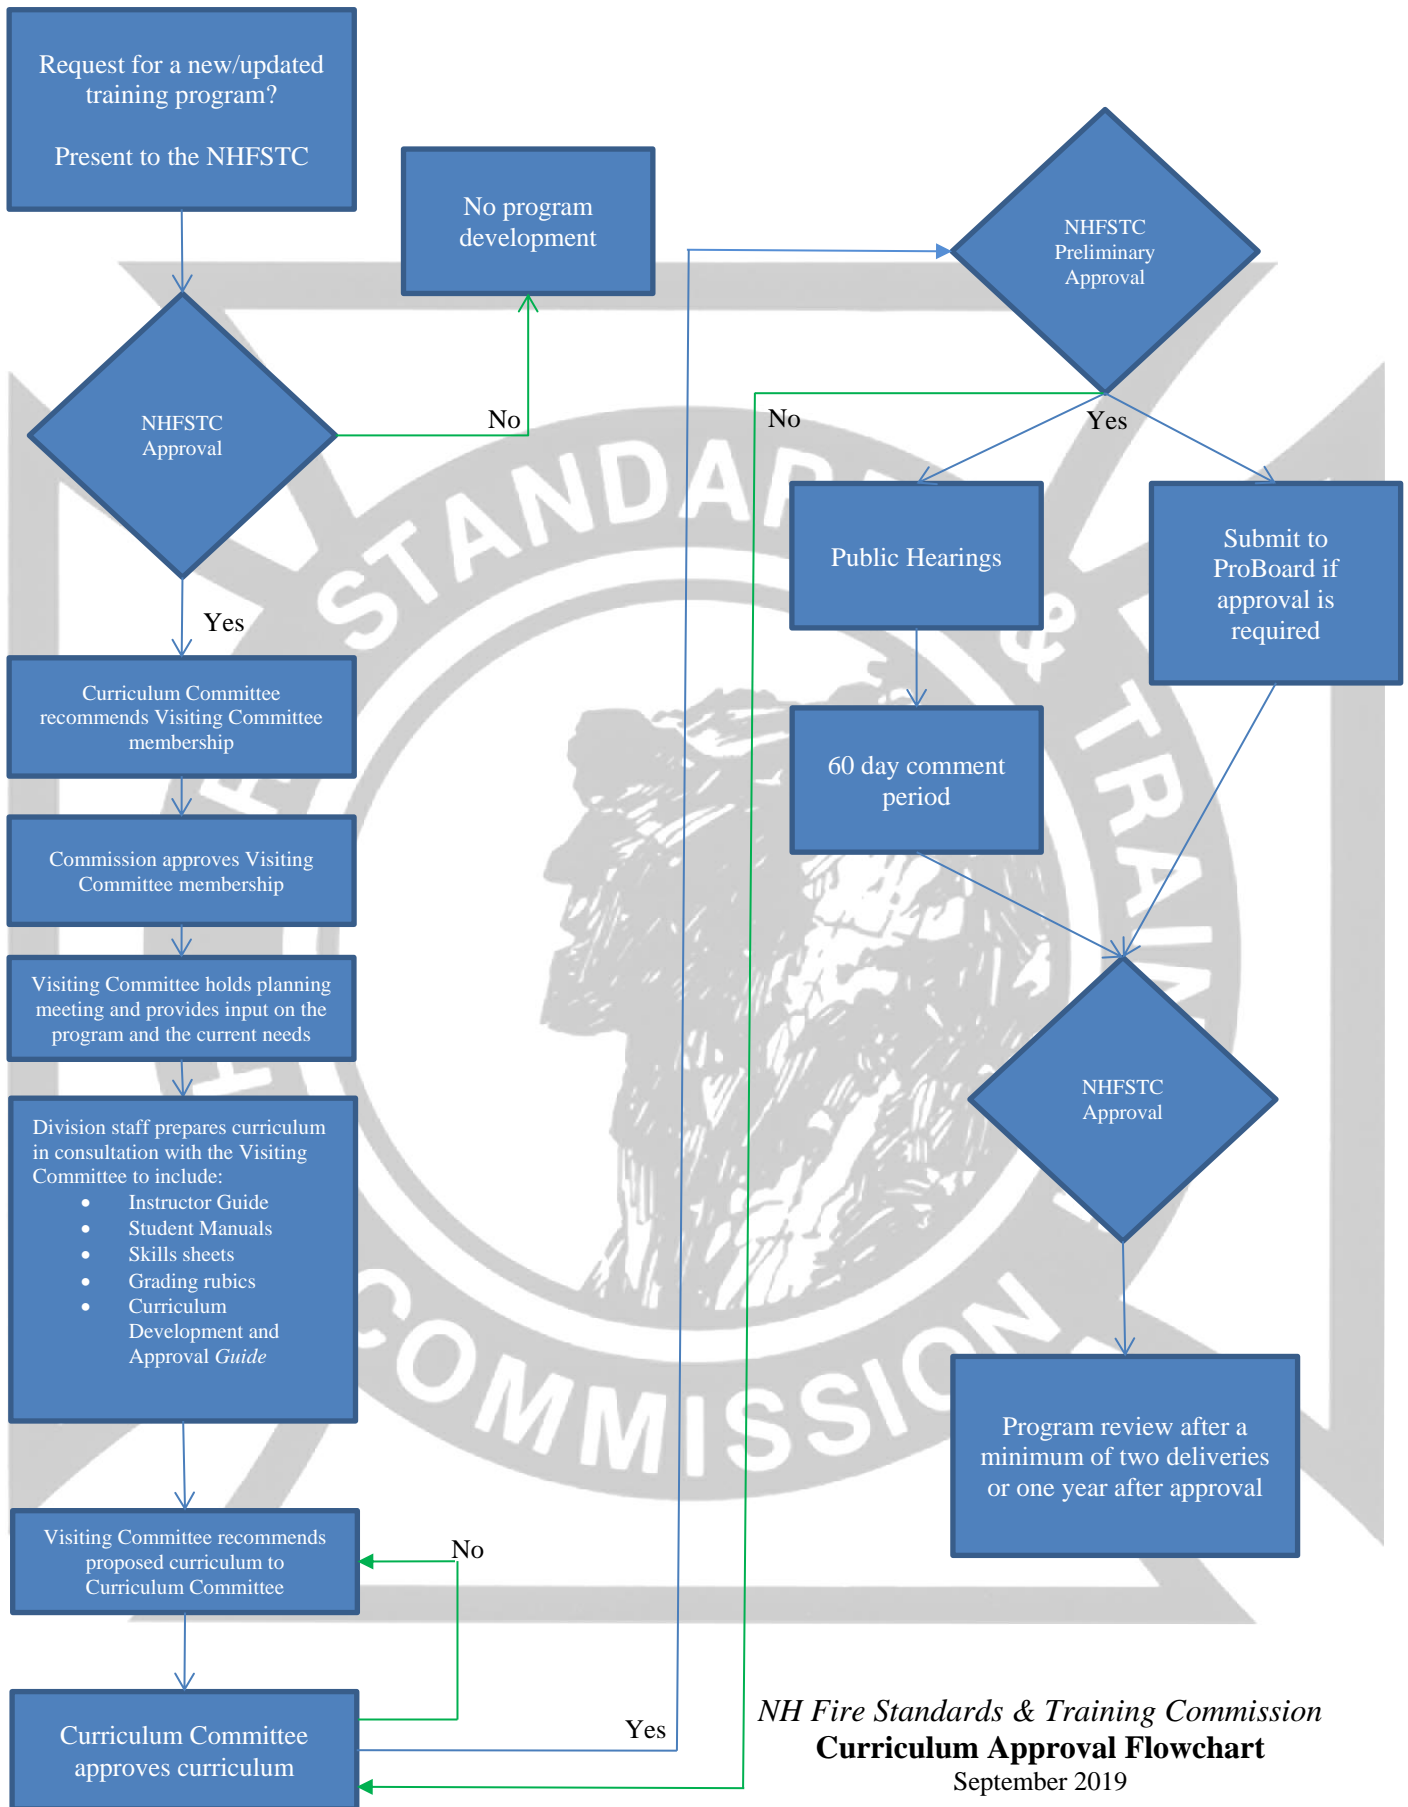 Request for a new/updated
training program?
Present to the NHFSTC
No program
development
NHFSTC
Approval
No
Yes
Curriculum Committee
recommends Visiting Committee
membership
Commission approves Visiting
Committee membership
Visiting Committee holds planning
meeting and provides input on the
program and the current needs
Division staff prepares curriculum
in consultation with the Visiting
Committee to include:
• Instructor Guide
• Student Manuals
• Skills sheets
• Grading rubics
• Curriculum
Development and
Approval Guide
Visiting Committee recommends
proposed curriculum to
Curriculum Committee
No
Curriculum Committee
approves curriculum
Yes
NHFSTC
Preliminary
Approval
No
Yes
Public Hearings
Submit to
ProBoard if
approval is
required
60 day comment
period
NHFSTC
Approval
Program review after a
minimum of two deliveries
or one year after approval
NH Fire Standards & Training Commission
Curriculum Approval Flowchart
September 2019
COMMISSION